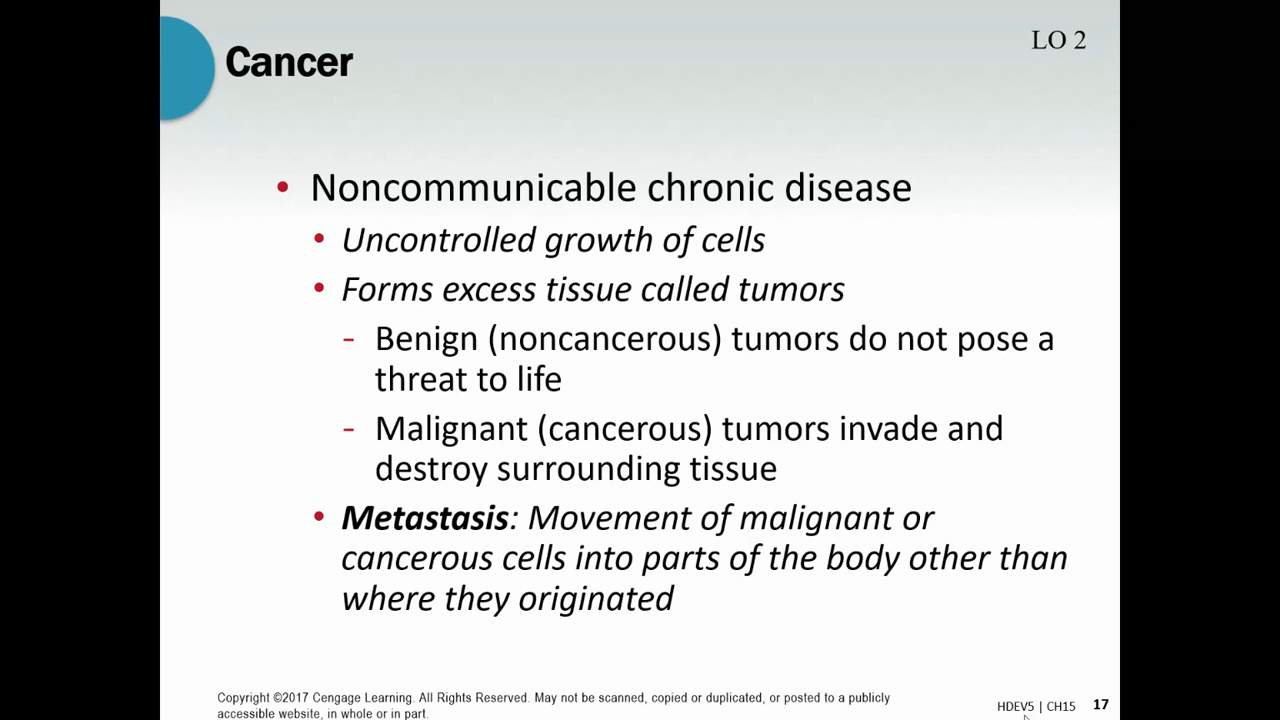 LO 2
Cancer
• Noncommunicable chronic disease
• Uncontrolled growth of cells
• Forms excess tissue called tumors
- Benign (noncancerous) tumors do not pose a
threat to life
- Malignant (cancerous) tumors invade and
destroy surrounding tissue
• Metastasis: Movement of malignant or
cancerous cells into parts of the body other than
where they originated
Copyright ©2017 Cengage Learning. All Rights Reserved. May not be scanned, copied or duplicated, or posted to a publicly
accessible website, in whole or in part.
HDEV5 | CH15 17